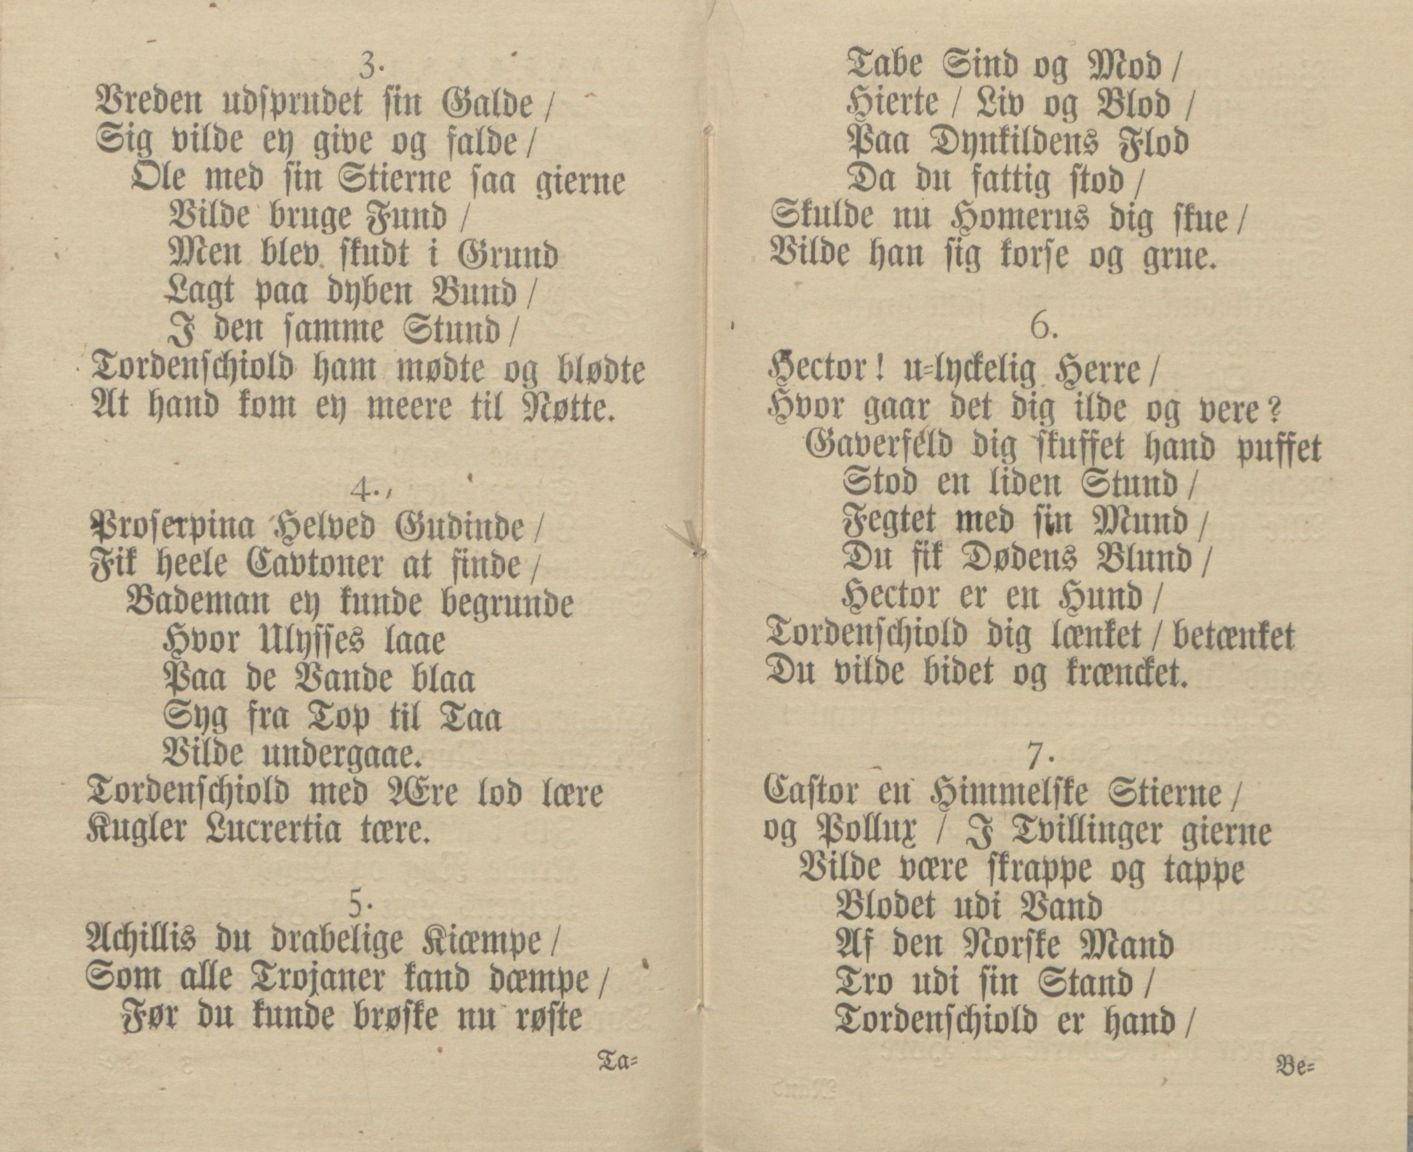 3.
Vreden udsprudet sin Galde /
Sig vilde ey give og falde /
Ole med sin Stierne saa gierne
Vilde bruge Fund /
Men blev skudt i Grund
Lagt paa dyben Bund /
I den samme Stund /
Tordenschiold ham mødte og blødte
At hand kom ey meere til Nøtte.
4.
Proserpina Helved Gudinde /
Fik heele Cavtoner at finde /
Bademan ey kunde begrunde
Hvor Ulysses laae
Paa de Vande blaa
Syg fra Top til Taa
Vilde undergaae.
Tordenschiold med Ære lod lære
Kugler Lucrertia tære.
5.
Achillis du drabelige Kiæmpe /
Som alle Trojaner kand dæmpe /
Før du kunde brøske nu røste
Ta=
Tabe Sind og Mod /
Hierte / Liv og Blod /
Paa Dynkildens Flod
Da du fattig stod /
Skulde nu Homerus dig skue /
Vilde han sig korse og grue.
6.
Hector! u=lyckelig Herre /
Hvor gaar det dig ilde og vere?
Gaverfeld dig skuffet hand puffet
Stod en liden Stund /
Fegtet med sin Mund /
Du fik Dødens Blund /
Hector er en Hund /
Tordenschiold dig lænket / betænket
Du vilde bidet og kræncket.
7.
Castor en Himmelske Stierne /
og Pollux / I Tvillinger gierne
Vilde være skrappe og tappe
Blodet udi Vand
Af den Norske Mand
Tro udi sin Stand /
Tordenschiold er hand /
Be=